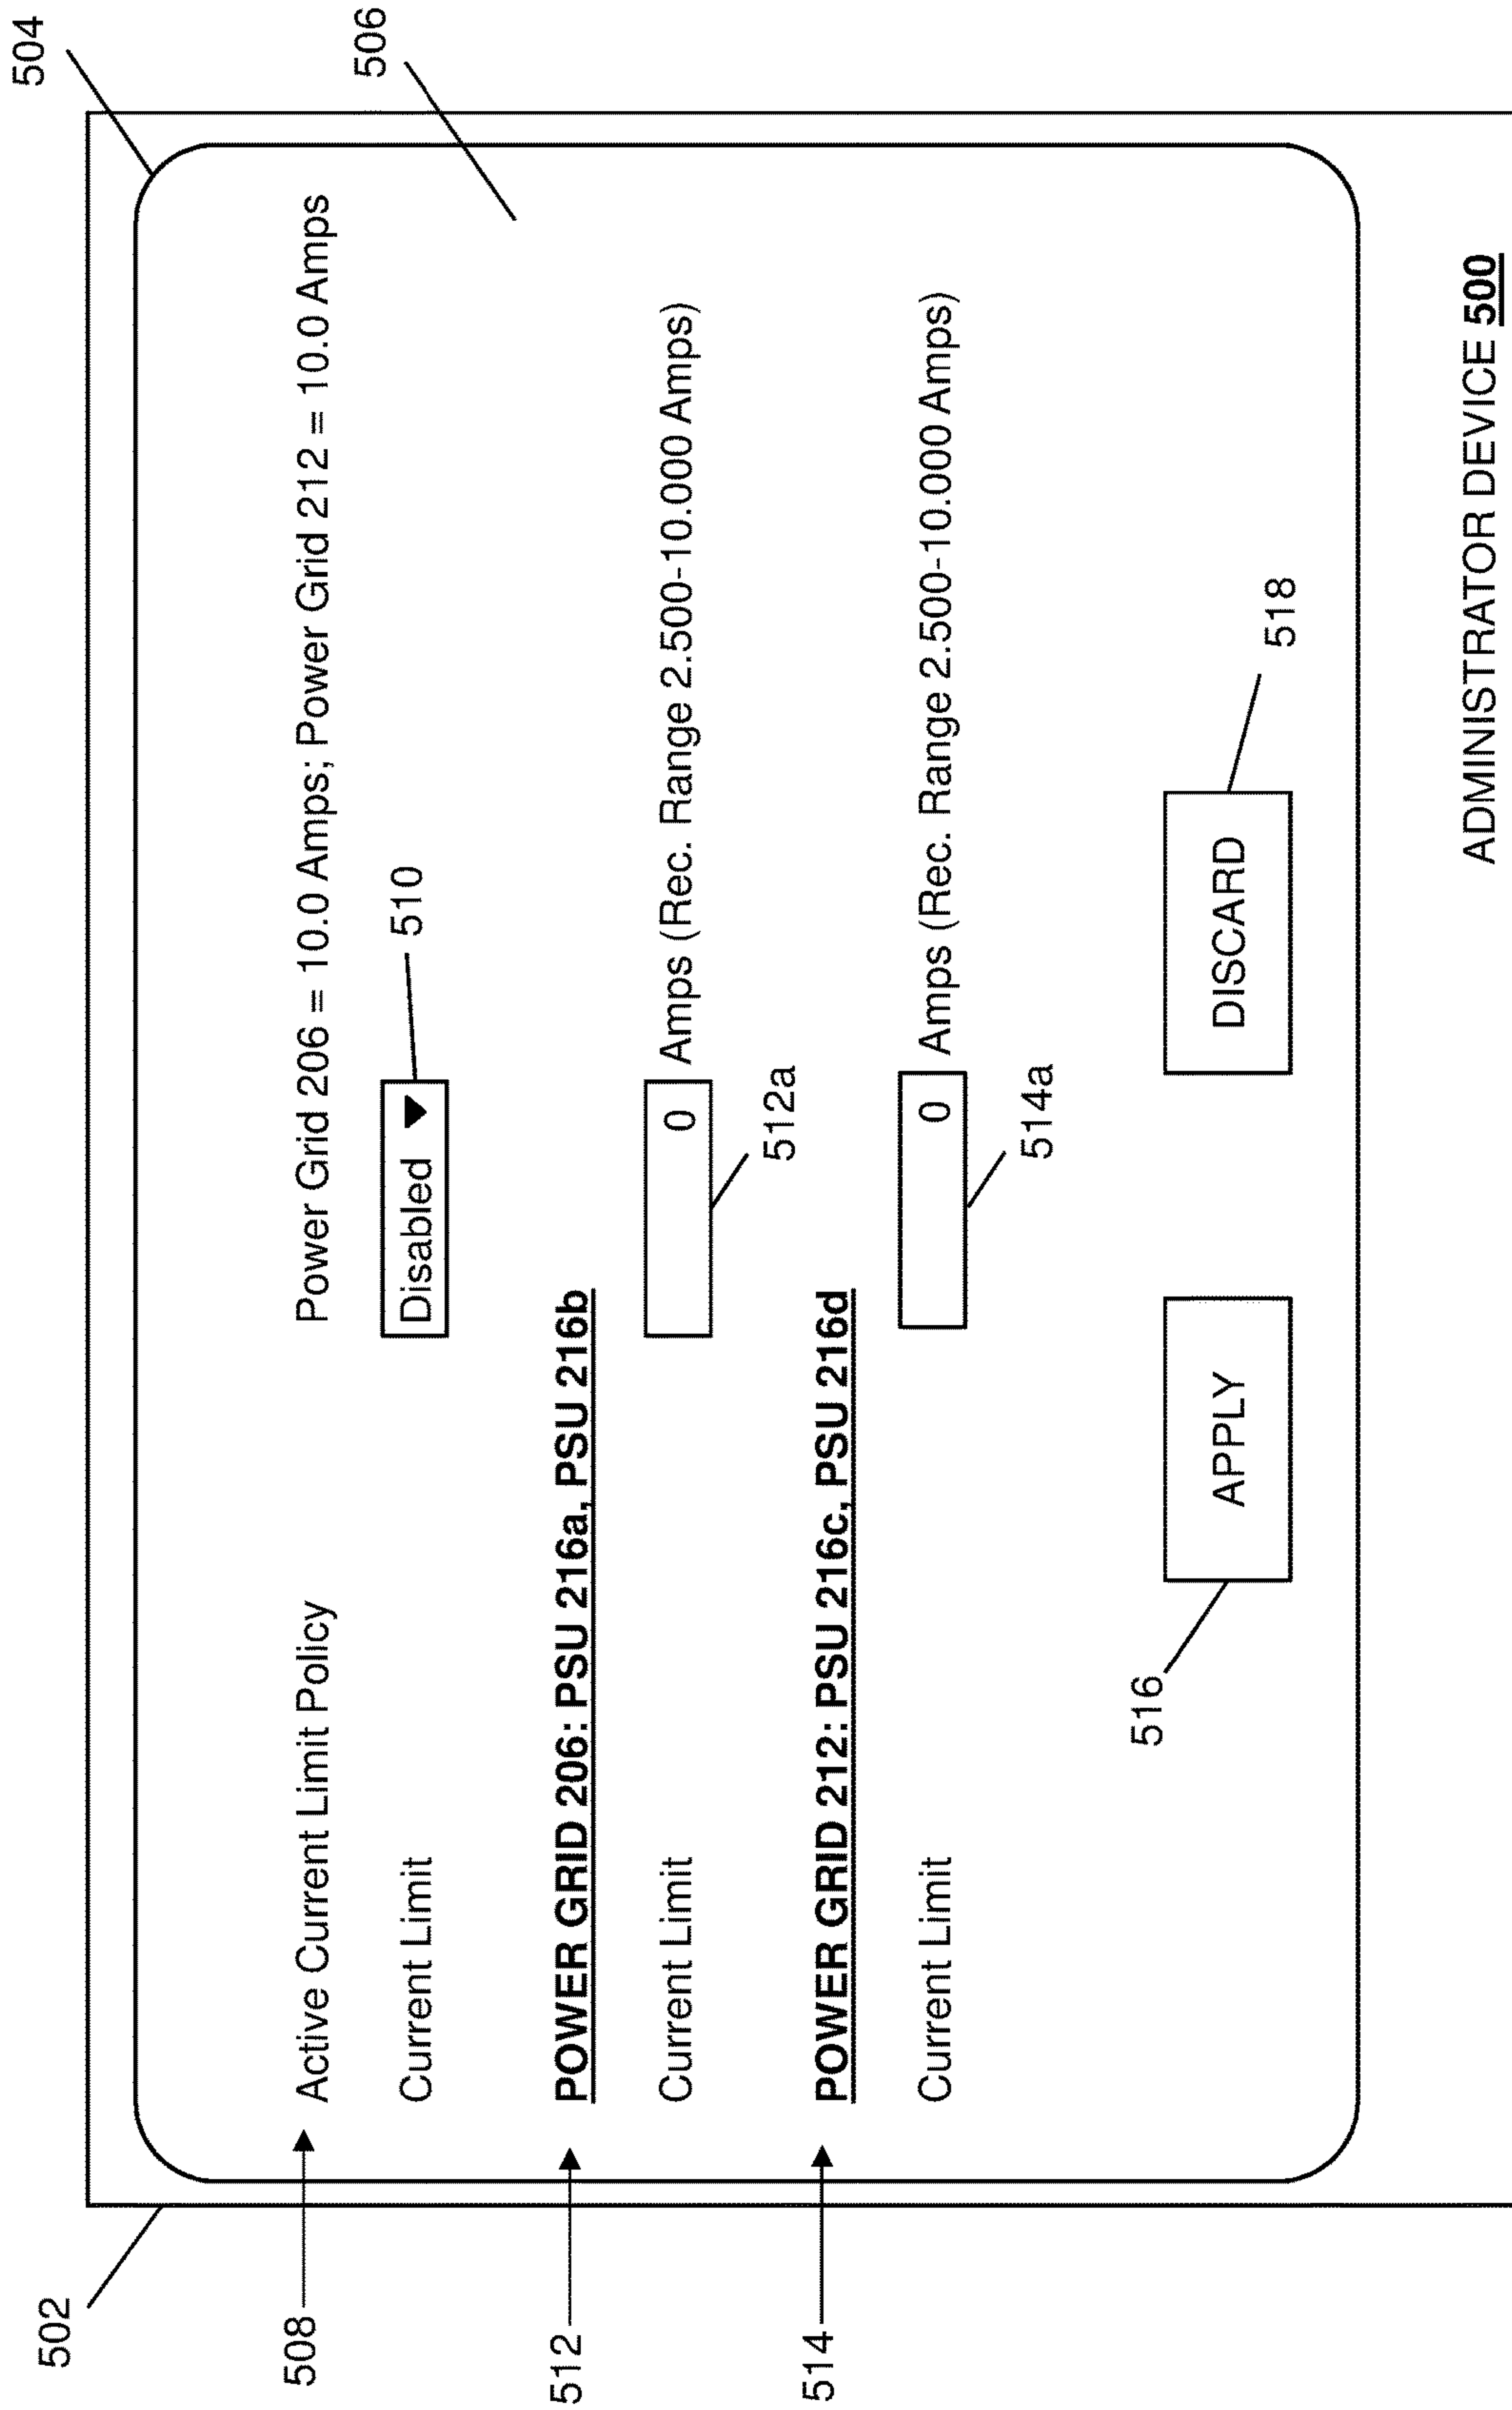 504
506
502
508
Active Current Limit Policy Power Grid 206 = 10.0 Amps; Power Grid 212 = 10.0 Amps
Current Limit Disabled 510
512
POWER GRID 206: PSU 216a, PSU 216b
Current Limit 0 Amps (Rec. Range 2.500-10.000 Amps)
512a
514
POWER GRID 212: PSU 216c, PSU 216d
Current Limit 0 Amps (Rec. Range 2.500-10.000 Amps)
514a
516
APPLY DISCARD
518
ADMINISTRATOR DEVICE 500